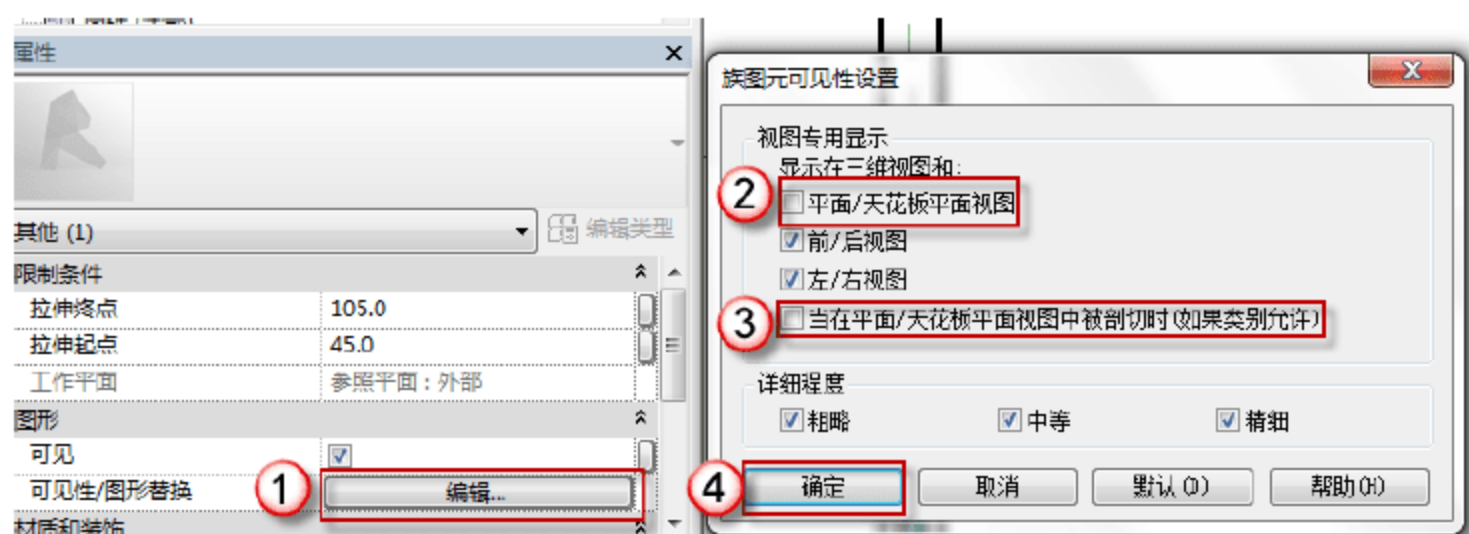 属性
其他 (1)
编辑类型
限制条件
拉伸终点 105.0
拉伸起点 45.0
工作平面 参照平面：外部
图形
可见
可见性/图形替换 编辑...
1
材质和装饰
族图元可见性设置
视图专用显示
显示在三维视图和:
2
平面/天花板平面视图
前/后视图
左/右视图
3
当在平面/天花板平面视图中被剖切时(如果类别允许)
详细程度
粗略 中等 精细
4
确定 取消 默认(D) 帮助(H)